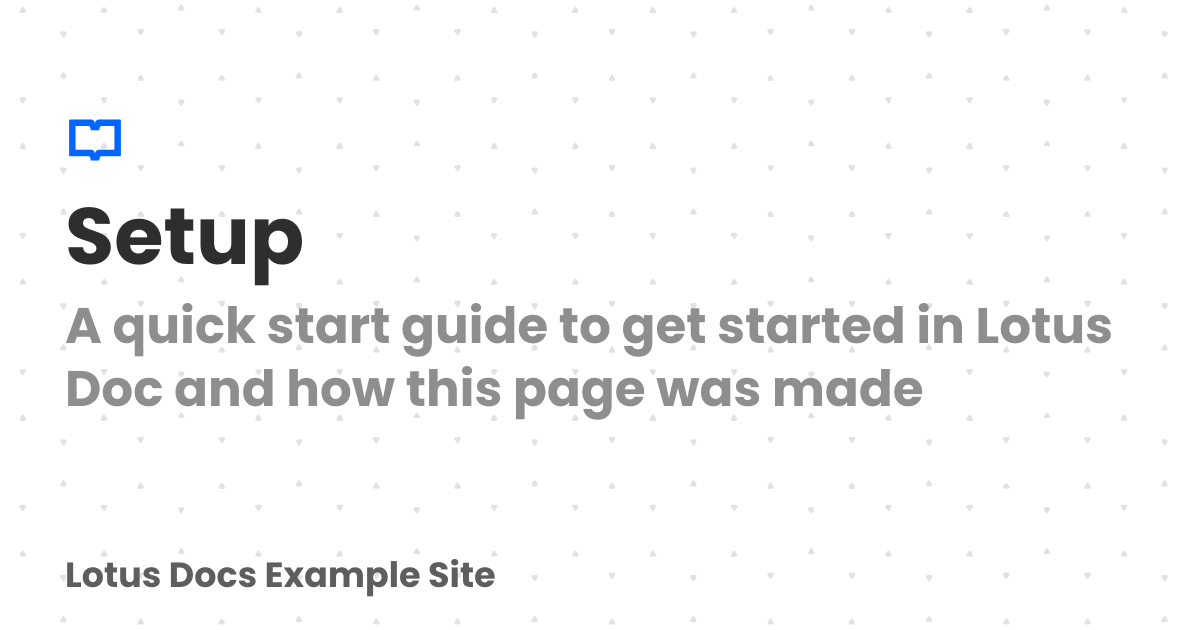 Setup
A quick start guide to get started in Lotus
Doc and how this page was made
Lotus Docs Example Site